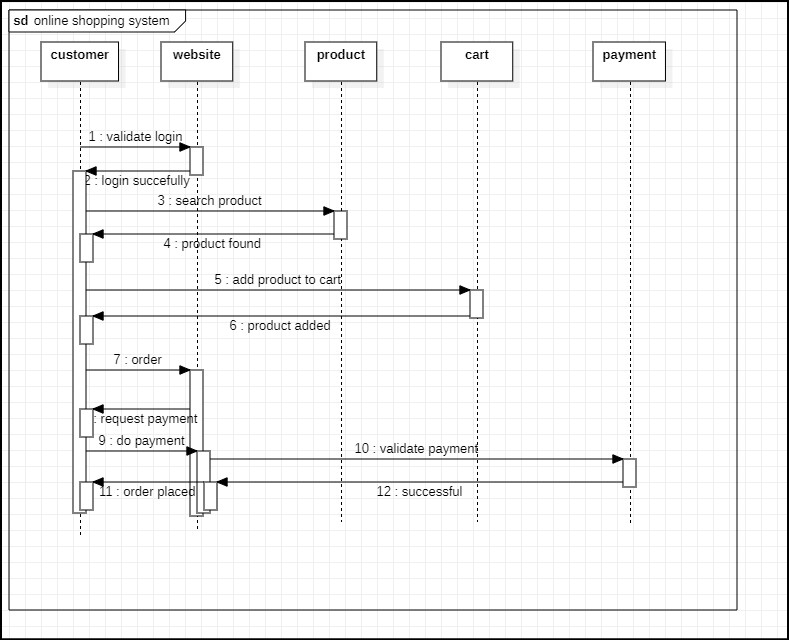 sd online shopping system
customer
website
product
cart
payment
1 : validate login
2 : login succefully
3 : search product
4 : product found
5 : add product to cart
6 : product added
7 : order
: request payment
9 : do payment
10 : validate payment
11 : order placed
12 : successful